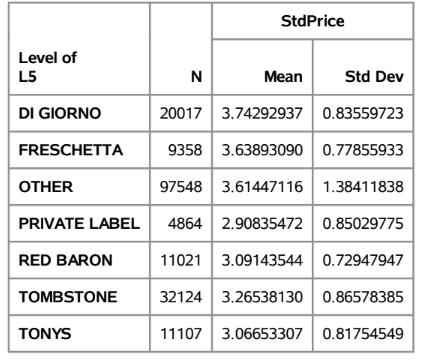 Level of L5 N StdPrice
Mean Std Dev
DI GIORNO 20017 3.74292937 0.83559723
FRESCHETTA 9358 3.63893090 0.77855933
OTHER 97548 3.61447116 1.38411838
PRIVATE LABEL 4864 2.90835472 0.85029775
RED BARON 11021 3.09143544 0.72947947
TOMBSTONE 32124 3.26538130 0.86578385
TONYS 11107 3.06653307 0.81754549